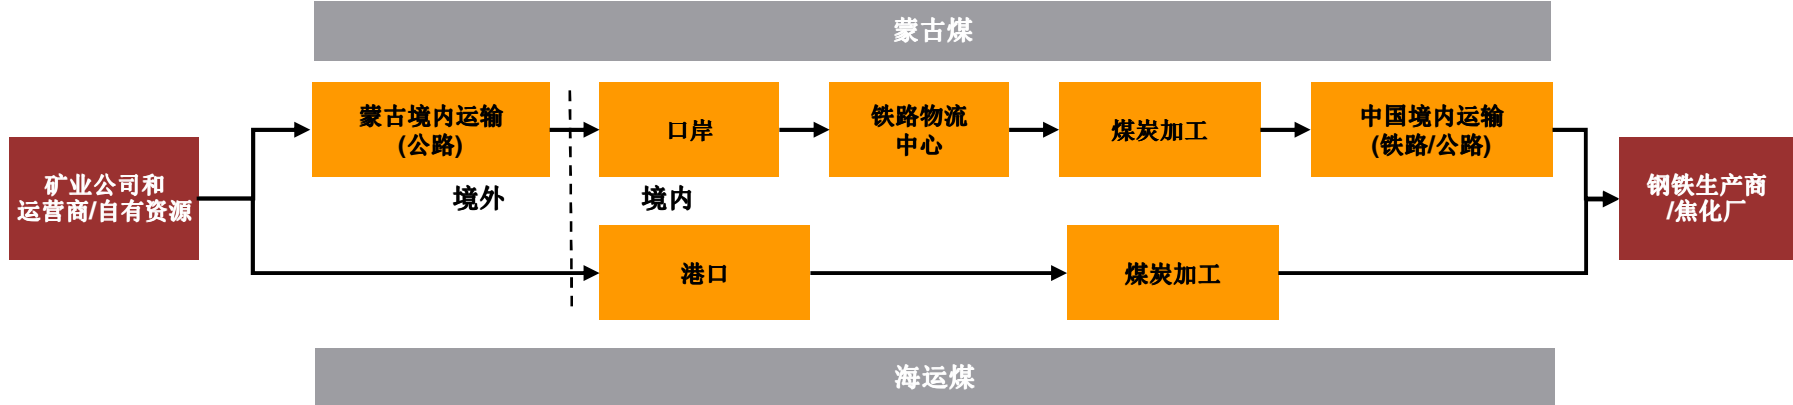 蒙古煤
蒙古境内运输
(公路)
口岸
铁路物流
中心
煤炭加工
中国境内运输
(铁路/公路)
矿业公司和
运营商/自有资源
境外
境内
钢铁生产商
/焦化厂
港口
煤炭加工
海运煤